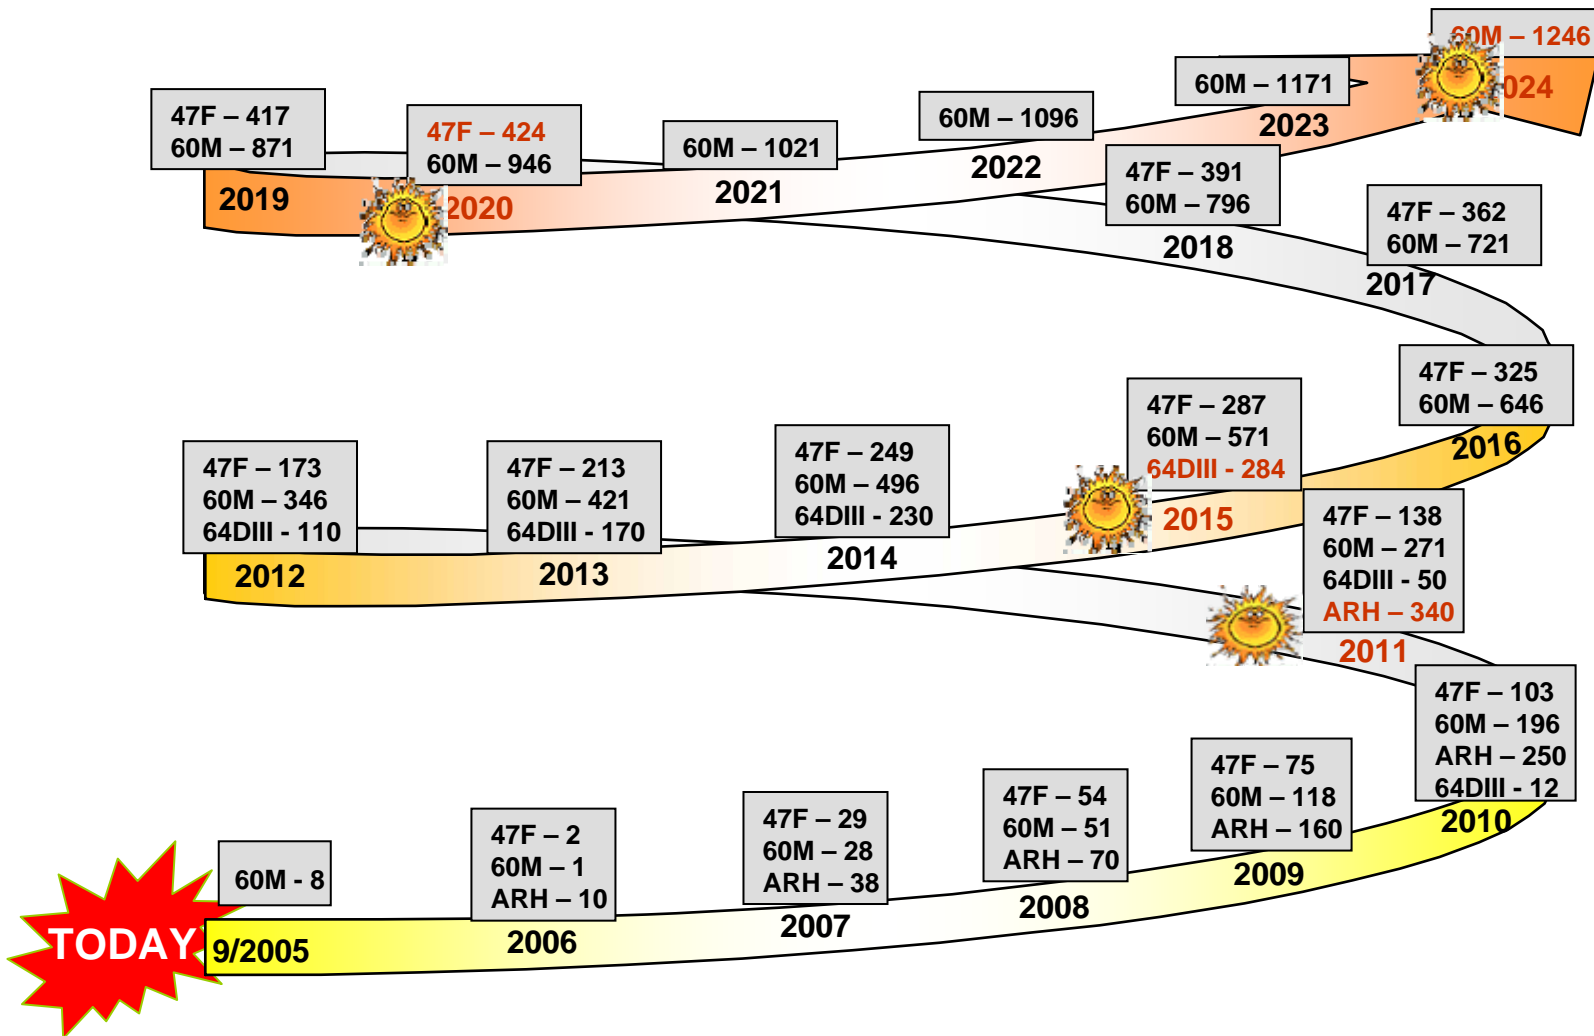 60M – 1246
2024
60M – 1171
2023
60M – 1096
2022
60M – 1021
2021
47F – 424
60M – 946
2020
47F – 417
60M – 871
2019
47F – 391
60M – 796
2018
47F – 362
60M – 721
2017
47F – 325
60M – 646
2016
47F – 287
60M – 571
64DIII - 284
2015
47F – 249
60M – 496
64DIII - 230
2014
47F – 213
60M – 421
64DIII - 170
2013
47F – 173
60M – 346
64DIII - 110
2012
47F – 138
60M – 271
64DIII - 50
ARH – 340
2011
47F – 103
60M – 196
ARH – 250
64DIII - 12
2010
47F – 75
60M – 118
ARH – 160
2009
47F – 54
60M – 51
ARH – 70
2008
47F – 29
60M – 28
ARH – 38
2007
47F – 2
60M – 1
ARH – 10
2006
60M - 8
TODAY
9/2005